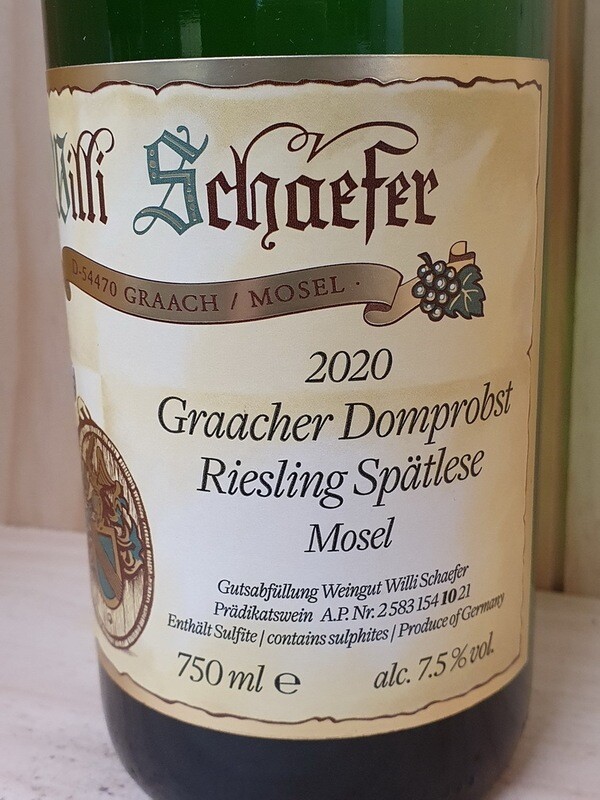 Willi Schaefer
D-54470 GRAACH / MOSEL ·
2020
Graacher Domprobst
Riesling Spätlese
Mosel
Gutsabfüllung Weingut Willi Schaefer
Prädikatswein A.P. Nr. 2 583 154 10 21
Enthält Sulfite / contains sulphites / Produce of Germany
750 ml e alc. 7.5 % vol.